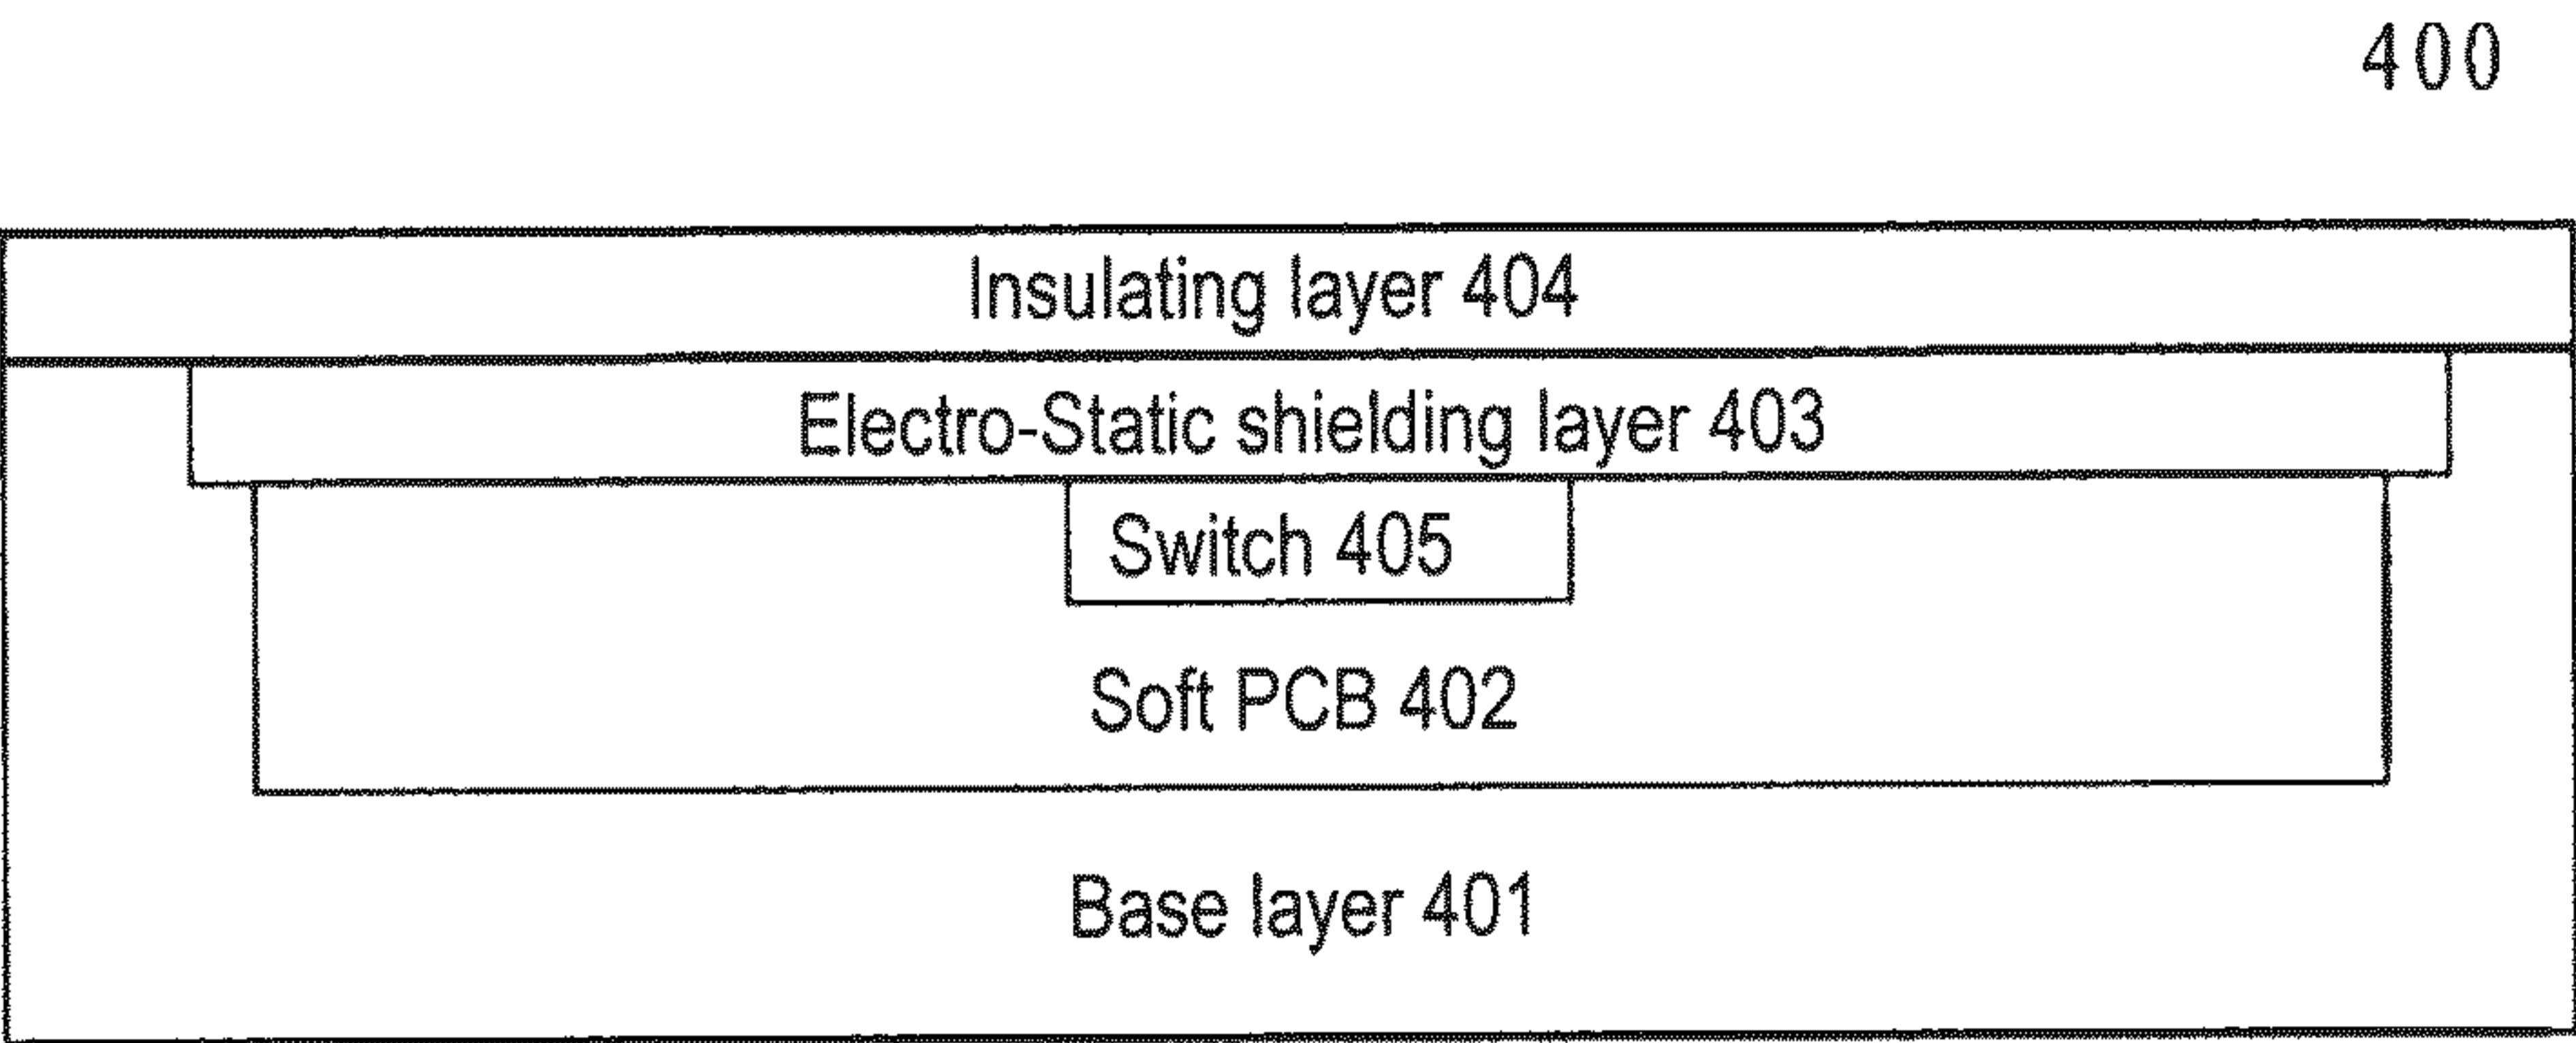 400
Insulating layer 404
Electro-Static shielding layer 403
Switch 405
Soft PCB 402
Base layer 401